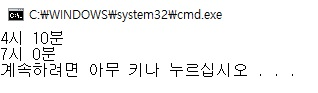 C:₩WINDOWS₩system32₩cmd.exe
4시 10분
7시 0분
계속하려면 아무 키나 누르십시오 . . .